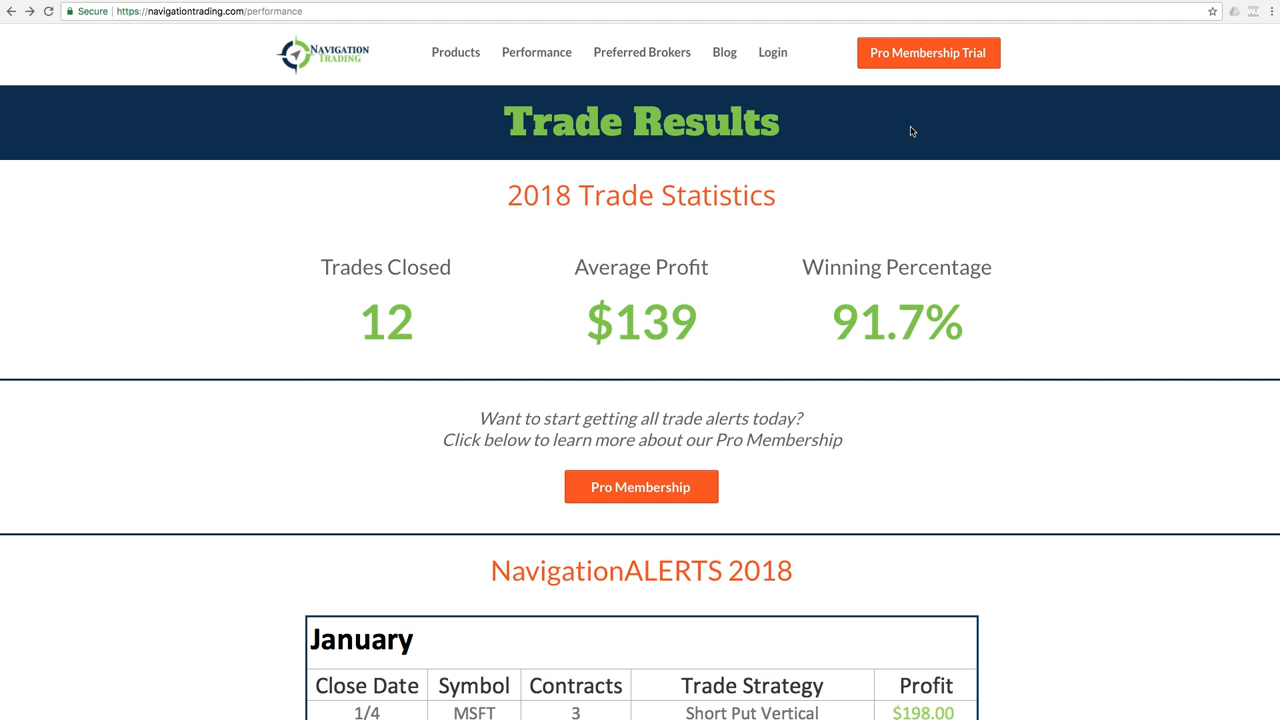 Secure | https://navigationtrading.com/performance
NAVIGATION
TRADING
Products Performance Preferred Brokers Blog Login Pro Membership Trial
Trade Results
2018 Trade Statistics
Trades Closed Average Profit Winning Percentage
12 $139 91.7%
Want to start getting all trade alerts today?
Click below to learn more about our Pro Membership
Pro Membership
NavigationALERTS 2018
January
Close Date Symbol Contracts Trade Strategy Profit
1/4 MSFT 3 Short Put Vertical $198.00